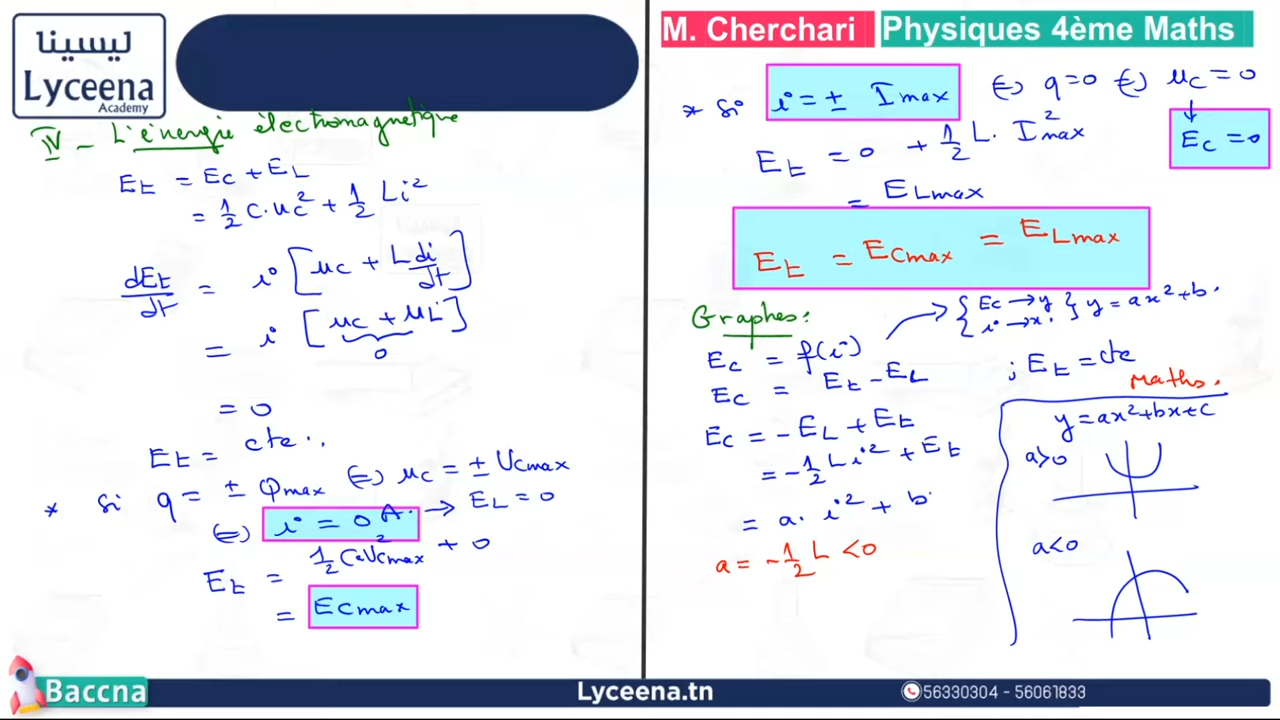 ليسينا
Lyceena
Academy
IV _ L'énergie électromagnetique
Et = Ec + EL
= 1/2 C.uc² + 1/2 Li²
dEt/dt = i [uc + L di/dt]
= i [uc + uL]
0
= 0
Et = cte..
* Si q = ± Qmax (=) uc = ± Ucmax
(=) i = 0 A. → EL = 0
Et = 1/2 C.Ucmax² + 0
= Ecmax
M. Cherchari Physiques 4ème Maths
* Si i = ± Imax (=) q=0 (=) uc = 0
↓
Ec = 0
Et = 0 + 1/2 L. Imax²
= ELmax
Et = Ecmax = ELmax
Graphes:
{ Ec → y
i → x. } y = ax² + b.
Ec = f(i)
Ec = Et - EL ; Et = cte
Ec = - EL + Et
= - 1/2 Li² + Et
= a. i² + b.
a = - 1/2 L < 0
Maths.
y = ax²+bx+c
a>0
a<0
Baccna
Lyceena.tn
56330304 - 56061833